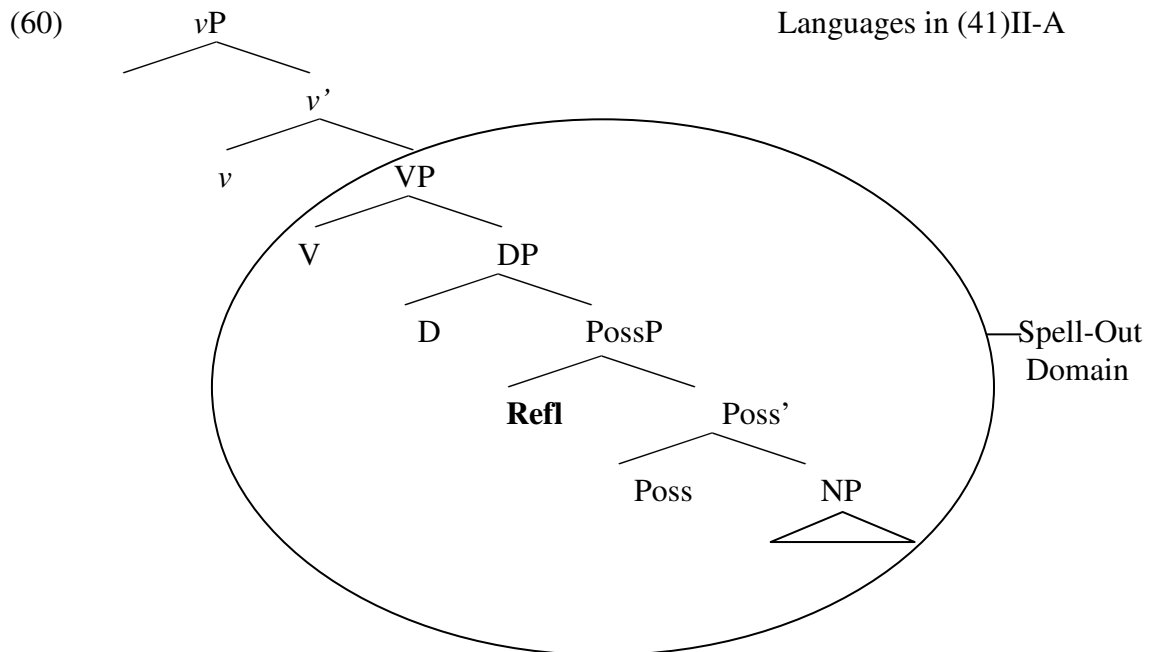 (60) vP Languages in (41)II-A
v’
v VP
V DP
D PossP Spell-Out
Domain
Refl Poss’
Poss NP